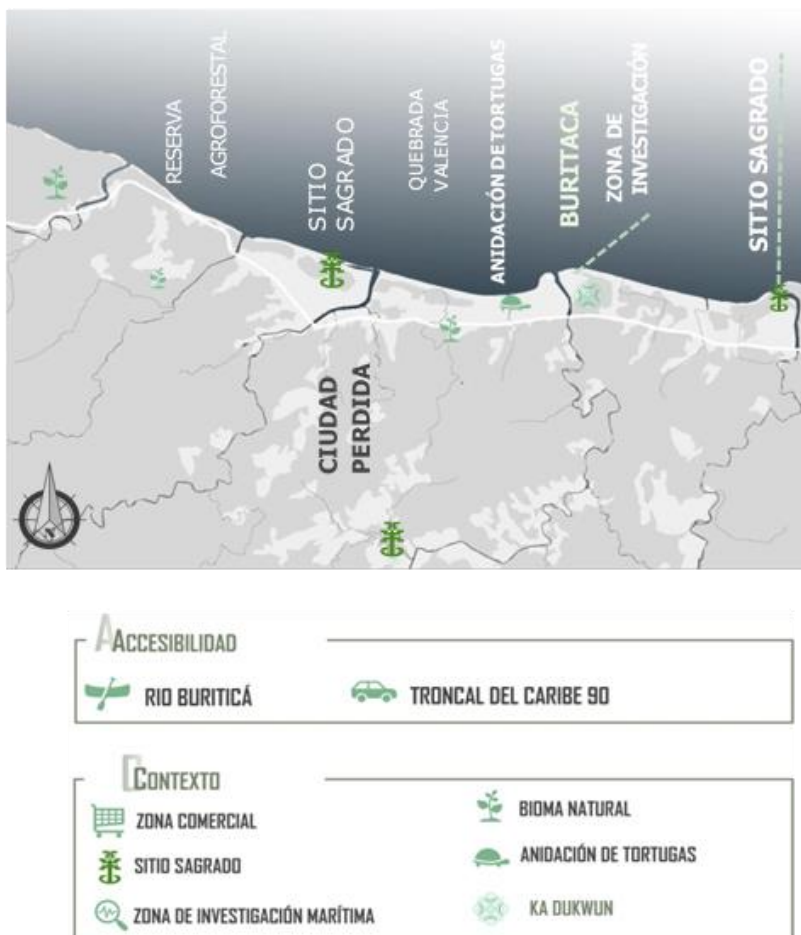 RESERVA
AGROFORESTAL
SITIO
SAGRADO
QUEBRADA
VALENCIA
ANIDACIÓN DE TORTUGAS
BURITACA
ZONA DE
INVESTIGACIÓN
SITIO SAGRADO
CIUDAD
PERDIDA
N
ACCESIBILIDAD
RIO BURITICÁ
TRONCAL DEL CARIBE 90
CONTEXTO
ZONA COMERCIAL
BIOMA NATURAL
SITIO SAGRADO
ANIDACIÓN DE TORTUGAS
ZONA DE INVESTIGACIÓN MARÍTIMA
KA DUKWUN